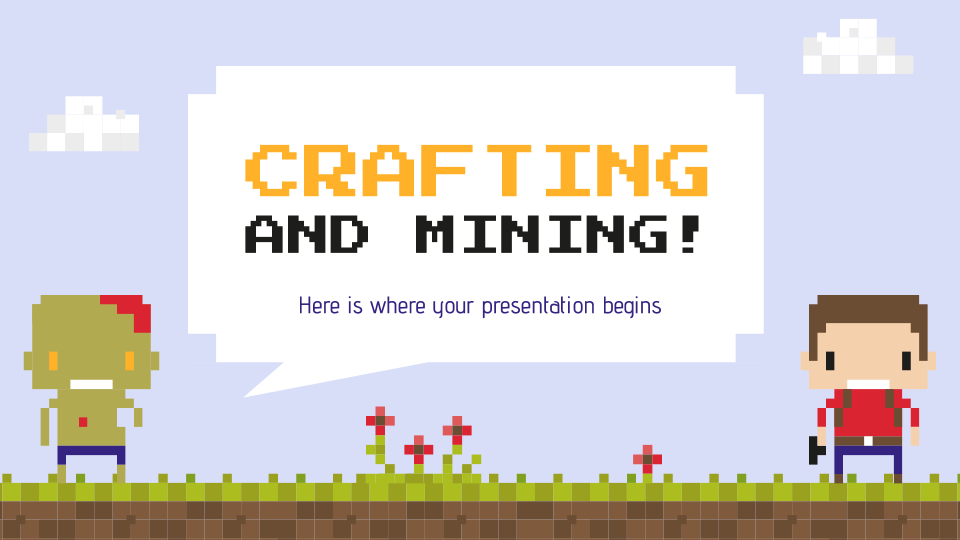 CRAFTING
AND MINING!
Here is where your presentation begins